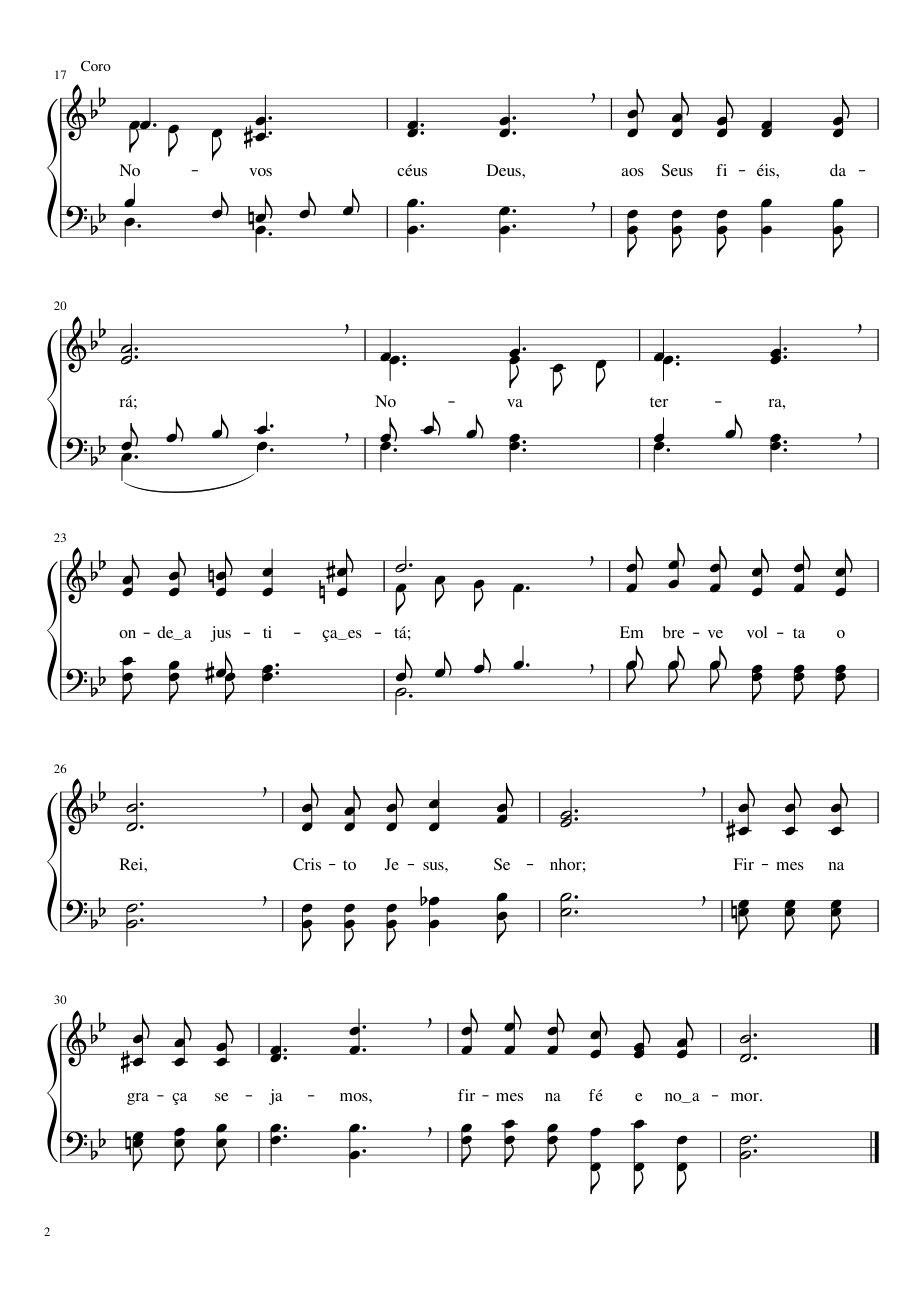 Coro
17
No - vos céus Deus, aos Seus fi - éis, da -
20
rá; No - va ter - ra,
23
on - de_a jus - ti - ça_es - tá; Em bre - ve vol - ta o
26
Rei, Cris - to Je - sus, Se - nhor; Fir - mes na
30
gra - ça se - ja - mos, fir - mes na fé e no_a - mor.
2